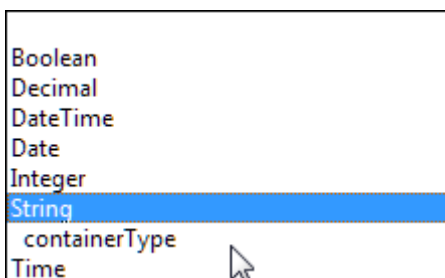 Boolean
Decimal
DateTime
Date
Integer
String
containerType
Time